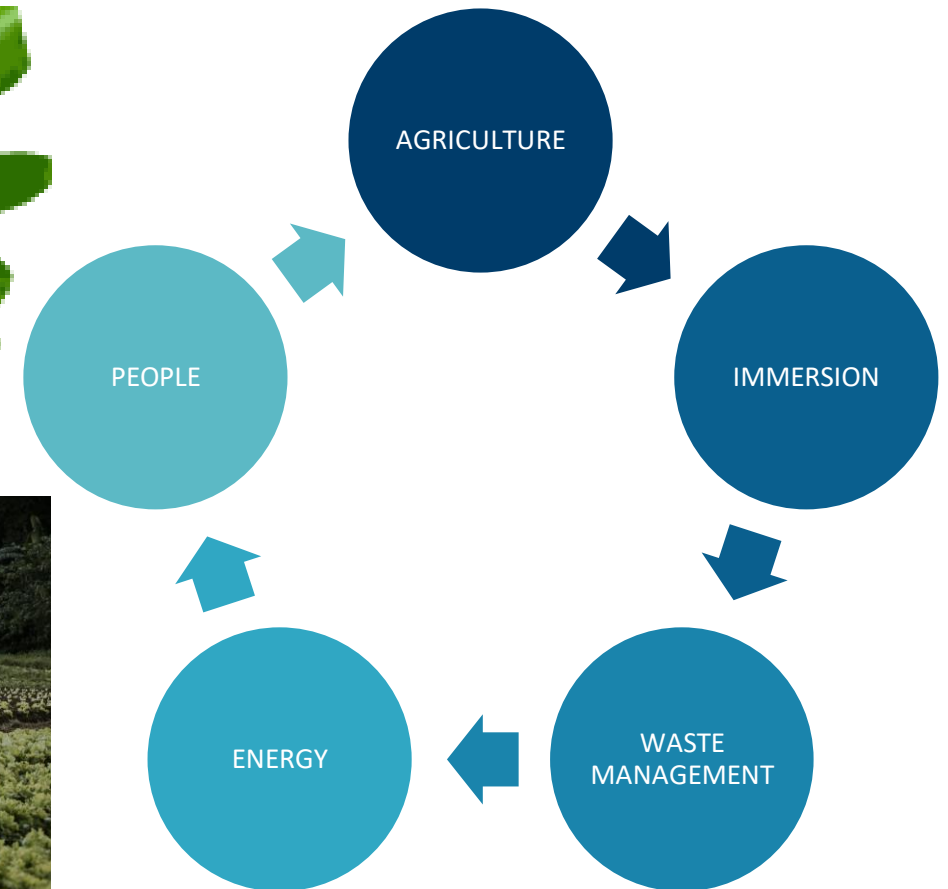 AGRICULTURE
IMMERSION
WASTE
MANAGEMENT
ENERGY
PEOPLE